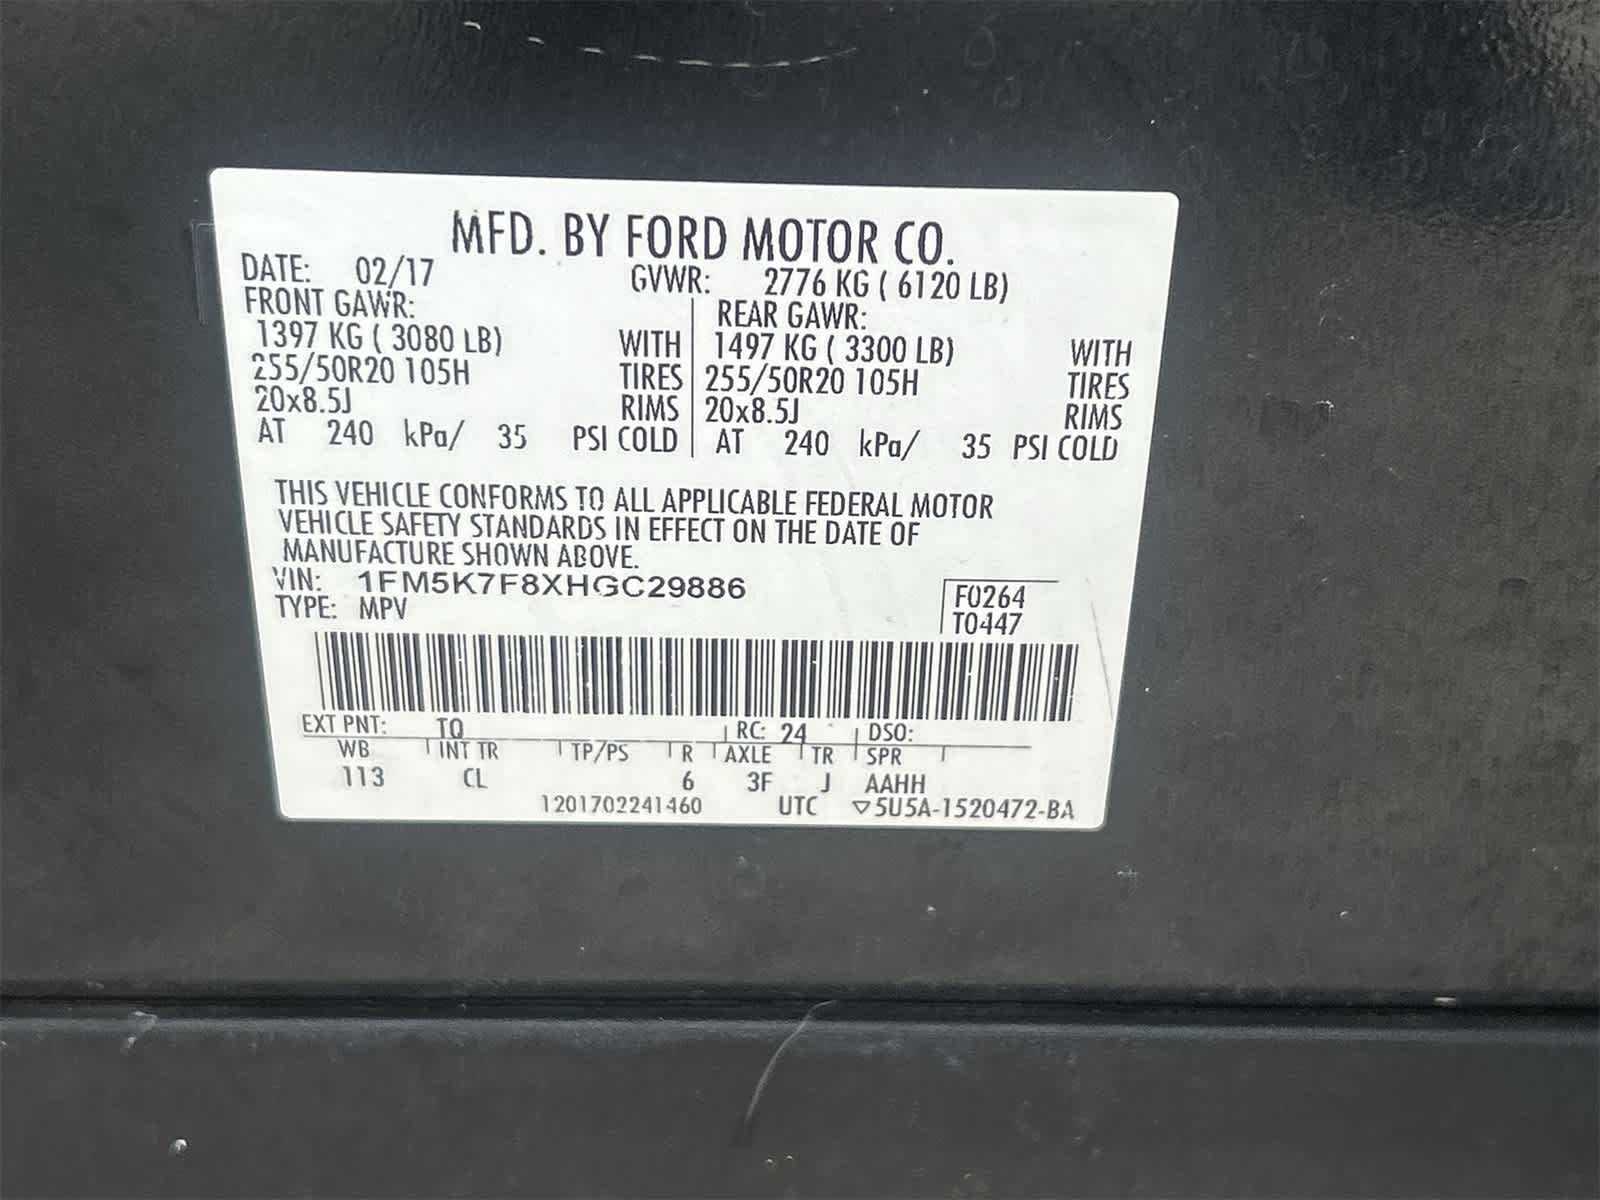 MFD. BY FORD MOTOR CO.
DATE: 02/17 GVWR: 2776 KG ( 6120 LB)
FRONT GAWR: REAR GAWR:
1397 KG ( 3080 LB) WITH 1497 KG ( 3300 LB) WITH
255/50R20 105H TIRES 255/50R20 105H TIRES
20x8.5J RIMS 20x8.5J RIMS
AT 240 kPa/ 35 PSI COLD AT 240 kPa/ 35 PSI COLD
THIS VEHICLE CONFORMS TO ALL APPLICABLE FEDERAL MOTOR
VEHICLE SAFETY STANDARDS IN EFFECT ON THE DATE OF
MANUFACTURE SHOWN ABOVE.
VIN: 1FM5K7F8XHGC29886
TYPE: MPV
F0264
T0447
EXT PNT: TQ RC: 24 DSO:
WB INT TR TP/PS R AXLE TR SPR
113 CL 6 3F J AAHH
1201702241460 UTC ▽5U5A-1520472-BA